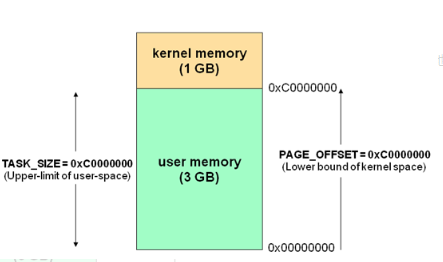 kernel memory
(1 GB)
0xC0000000
TASK_SIZE = 0xC0000000
(Upper-limit of user-space)
user memory
(3 GB)
PAGE_OFFSET = 0xC0000000
(Lower bound of kernel space)
0x00000000